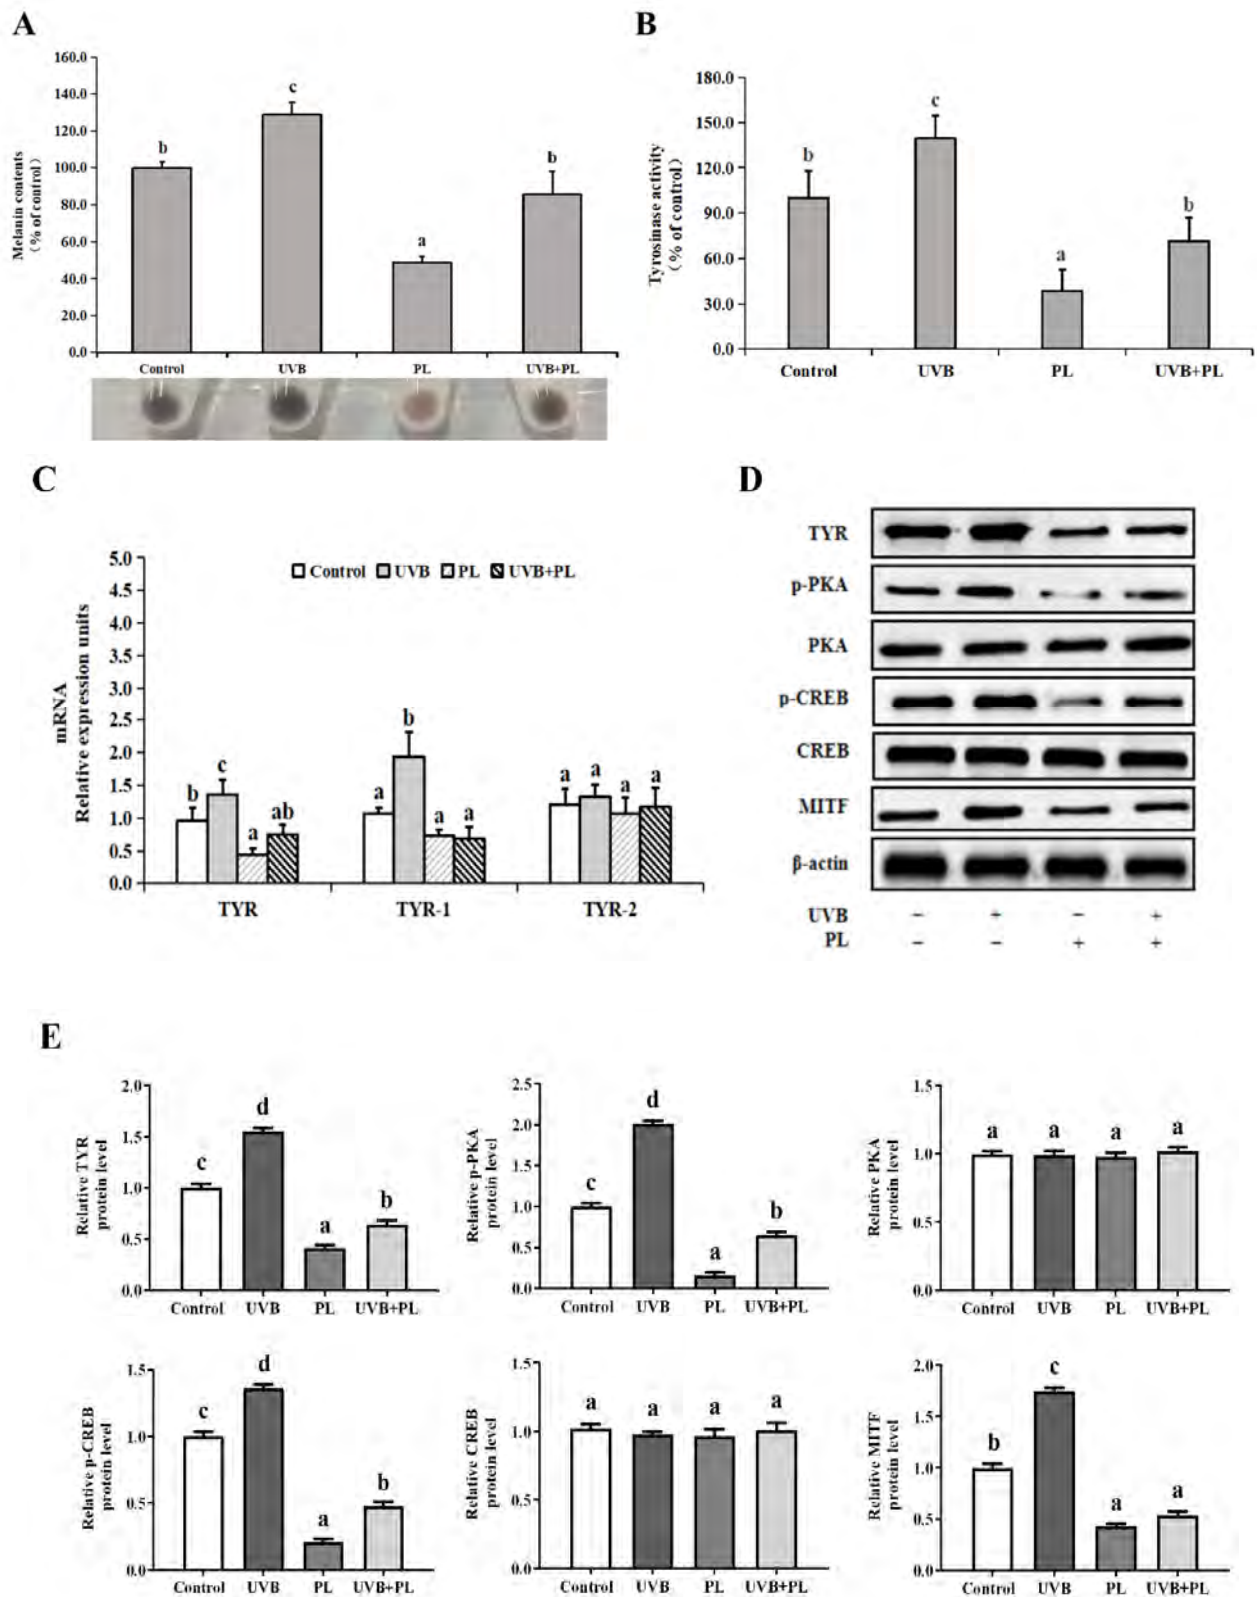 A
Melanin contents
(% of control)
160.0
140.0
120.0
100.0
80.0
60.0
40.0
20.0
0.0
b
c
a
b
Control UVB PL UVB+PL
B
Tyrosinase activity
(% of control)
180.0
150.0
120.0
90.0
60.0
30.0
0.0
b
c
a
b
Control UVB PL UVB+PL
C
mRNA
Relative expression units
5.0
4.5
4.0
3.5
3.0
2.5
2.0
1.5
1.0
0.5
0.0
Control UVB PL UVB+PL
b c a ab
a b a a
a a a a
TYR TYR-1 TYR-2
D
TYR
p-PKA
PKA
p-CREB
CREB
MITF
β-actin
UVB - + - +
PL - - + +
E
Relative TYR
protein level
2.0
1.5
1.0
0.5
0.0
c d a b
Control UVB PL UVB+PL
Relative p-PKA
protein level
2.5
2.0
1.5
1.0
0.5
0.0
c d a b
Control UVB PL UVB+PL
Relative PKA
protein level
1.5
1.0
0.5
0.0
a a a a
Control UVB PL UVB+PL
Relative p-CREB
protein level
1.5
1.0
0.5
0.0
c d a b
Control UVB PL UVB+PL
Relative CREB
protein level
1.5
1.0
0.5
0.0
a a a a
Control UVB PL UVB+PL
Relative MITF
protein level
2.0
1.5
1.0
0.5
0.0
b c a a
Control UVB PL UVB+PL